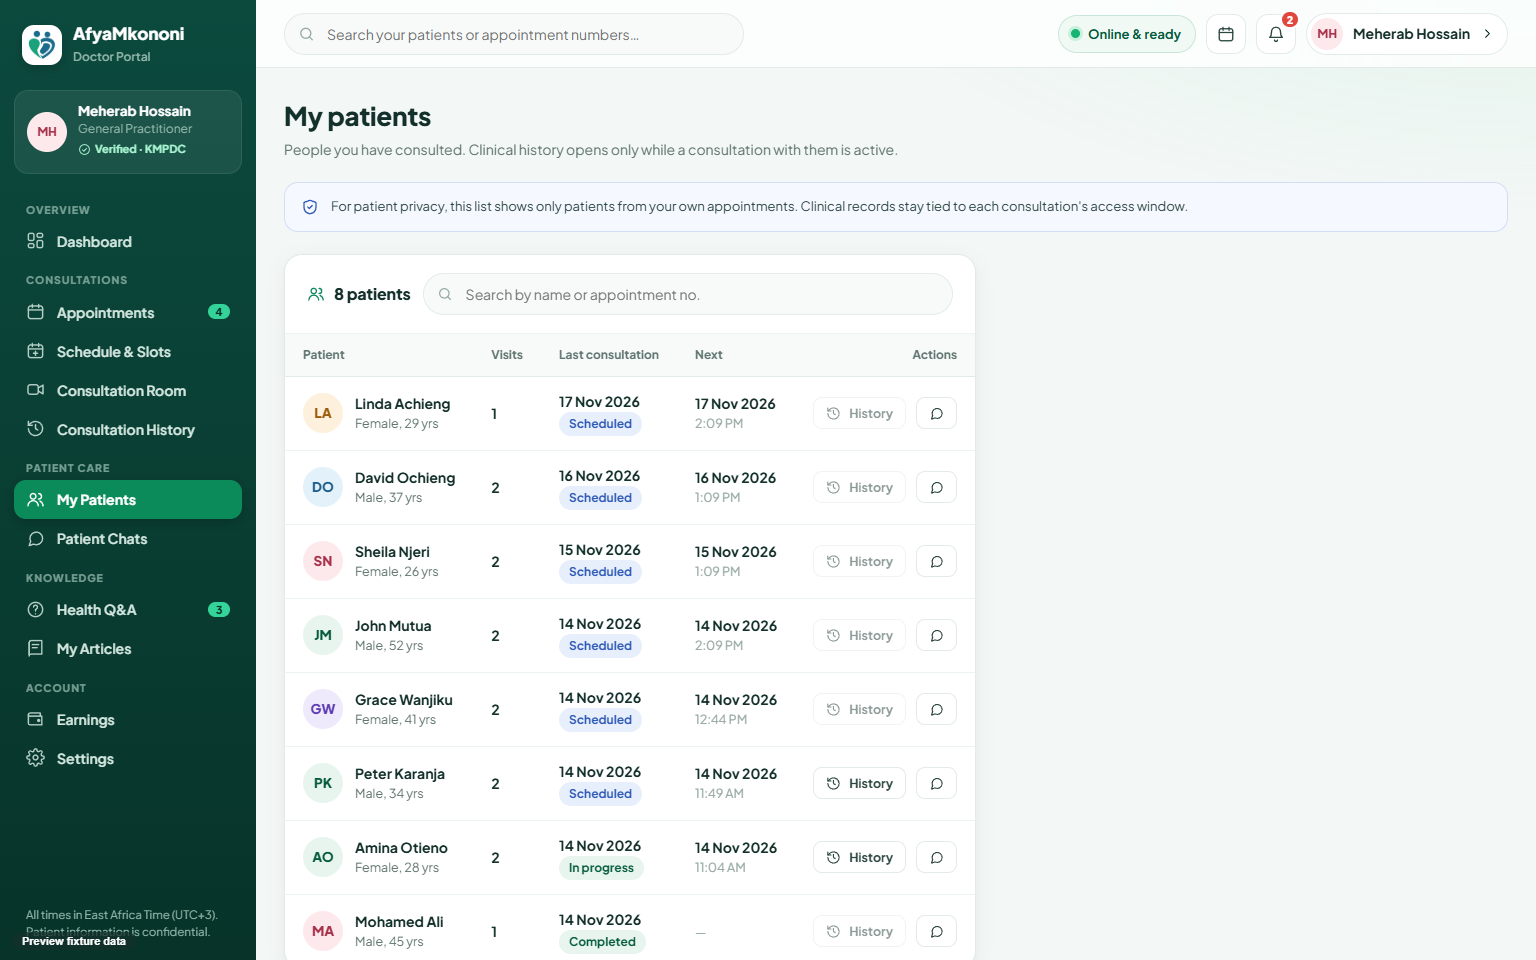 AfyaMkononi
Doctor Portal
MH
Meherab Hossain
General Practitioner
Verified · KMPDC
OVERVIEW
Dashboard
CONSULTATIONS
Appointments 4
Schedule & Slots
Consultation Room
Consultation History
PATIENT CARE
My Patients
Patient Chats
KNOWLEDGE
Health Q&A 3
My Articles
ACCOUNT
Earnings
Settings
All times in East Africa Time (UTC+3).
Patient information is confidential.
Preview fixture data
Search your patients or appointment numbers...
Online & ready
2
MH Meherab Hossain
My patients
People you have consulted. Clinical history opens only while a consultation with them is active.
For patient privacy, this list shows only patients from your own appointments. Clinical records stay tied to each consultation's access window.
8 patients
Search by name or appointment no.
Patient Visits Last consultation Next Actions
LA Linda Achieng 1 17 Nov 2026 17 Nov 2026 History
Female, 29 yrs Scheduled 2:09 PM
DO David Ochieng 2 16 Nov 2026 16 Nov 2026 History
Male, 37 yrs Scheduled 1:09 PM
SN Sheila Njeri 2 15 Nov 2026 15 Nov 2026 History
Female, 26 yrs Scheduled 1:09 PM
JM John Mutua 2 14 Nov 2026 14 Nov 2026 History
Male, 52 yrs Scheduled 2:09 PM
GW Grace Wanjiku 2 14 Nov 2026 14 Nov 2026 History
Female, 41 yrs Scheduled 12:44 PM
PK Peter Karanja 2 14 Nov 2026 14 Nov 2026 History
Male, 34 yrs Scheduled 11:49 AM
AO Amina Otieno 2 14 Nov 2026 14 Nov 2026 History
Female, 28 yrs In progress 11:04 AM
MA Mohamed Ali 1 14 Nov 2026 — History
Male, 45 yrs Completed